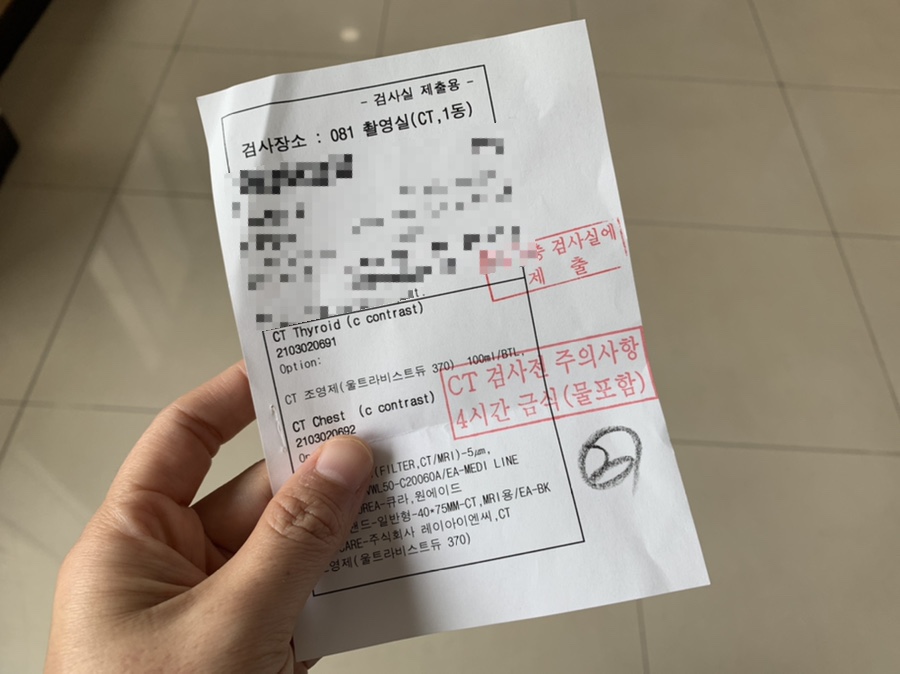 - 검사실 제출용 -
검사장소 : 081 촬영실(CT,1동)
검사실에
제 출
CT Thyroid (c contrast)
2103020691
Option:
CT 조영제(울트라비스트듀 370) 100ml/BTL,
CT 검사전 주의사항
4시간 금식(물포함)
CT Chest (c contrast)
2103020692
(FILTER,CT/MRI)-5㎛,
WL50-C20060A/EA-MEDI LINE
REA-큐라,원에이드
밴드-일반형-40*75MM-CT,MRI용/EA-BK
CARE-주식회사 레이아이엔씨,CT
조영제(울트라비스트듀 370)